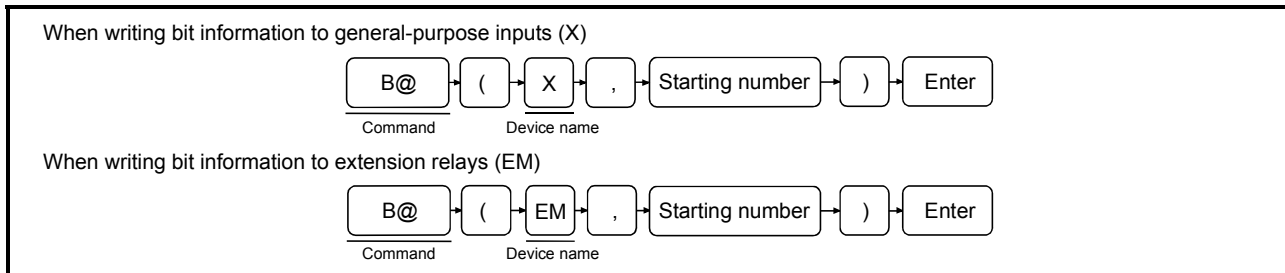 When writing bit information to general-purpose inputs (X)
B@ ( X , Starting number ) Enter
Command Device name
When writing bit information to extension relays (EM)
B@ ( EM , Starting number ) Enter
Command Device name